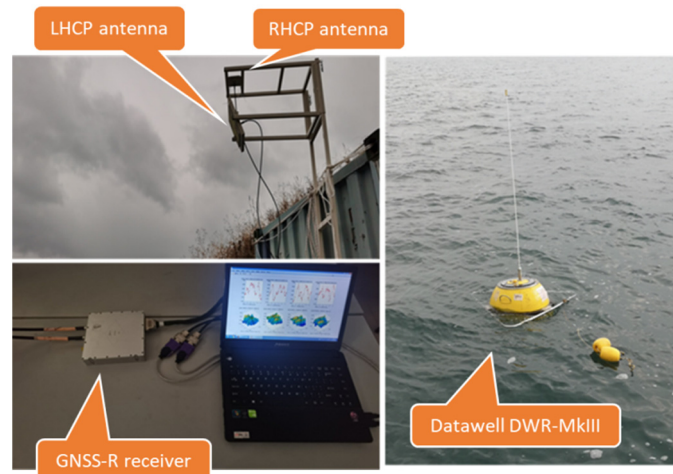 LHCP antenna
RHCP antenna
GNSS-R receiver
Datawell DWR-MkIII